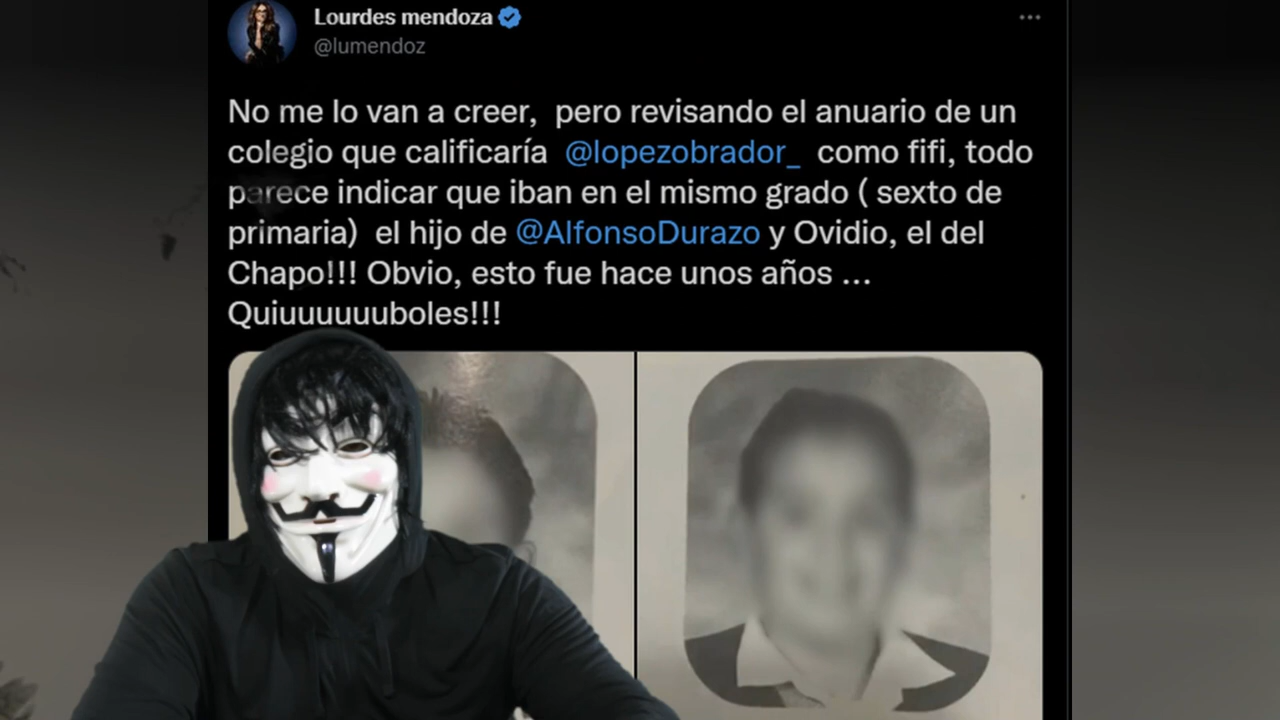 Lourdes mendoza
@lumendoz
No me lo van a creer, pero revisando el anuario de un
colegio que calificaría @lopezobrador_ como fifi, todo
parece indicar que iban en el mismo grado ( sexto de
primaria) el hijo de @AlfonsoDurazo y Ovidio, el del
Chapo!!! Obvio, esto fue hace unos años ...
Quiuuuuuuboles!!!